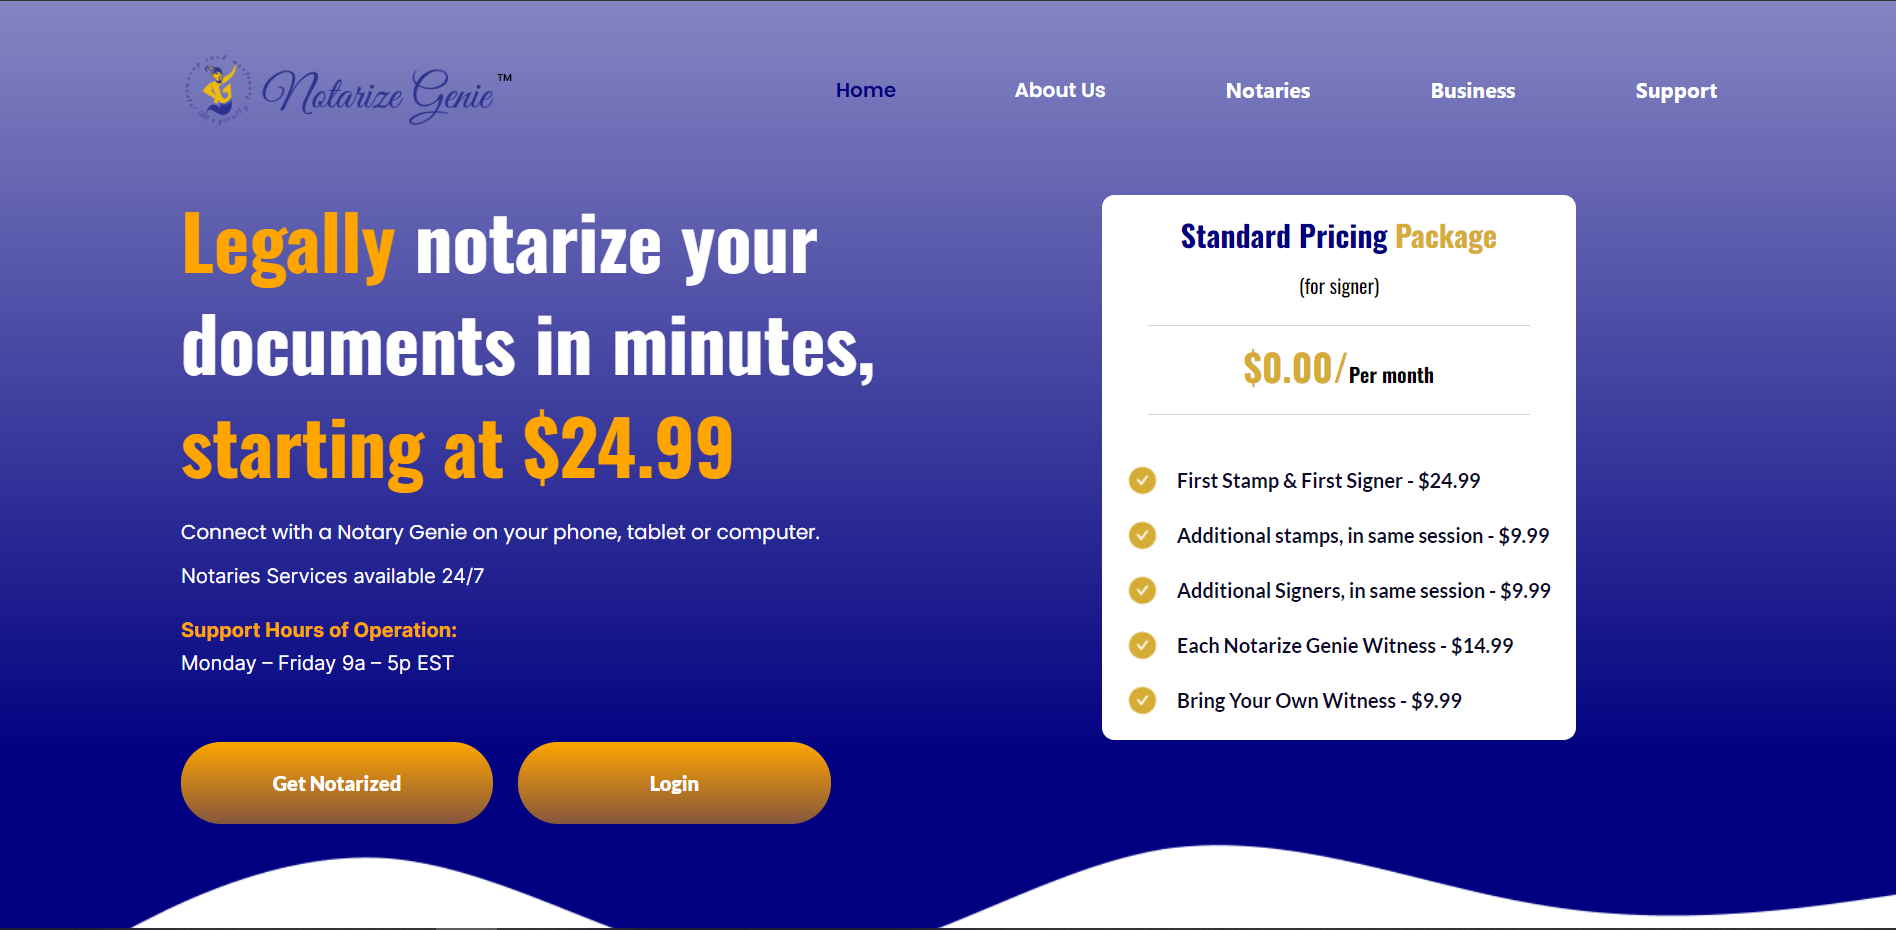 Notarize Genie™
Home
About Us
Notaries
Business
Support
Legally notarize your
documents in minutes,
starting at $24.99
Connect with a Notary Genie on your phone, tablet or computer.
Notaries Services available 24/7
Support Hours of Operation:
Monday – Friday 9a – 5p EST
Get Notarized
Login
Standard Pricing Package
(for signer)
$0.00/Per month
First Stamp & First Signer - $24.99
Additional stamps, in same session - $9.99
Additional Signers, in same session - $9.99
Each Notarize Genie Witness - $14.99
Bring Your Own Witness - $9.99